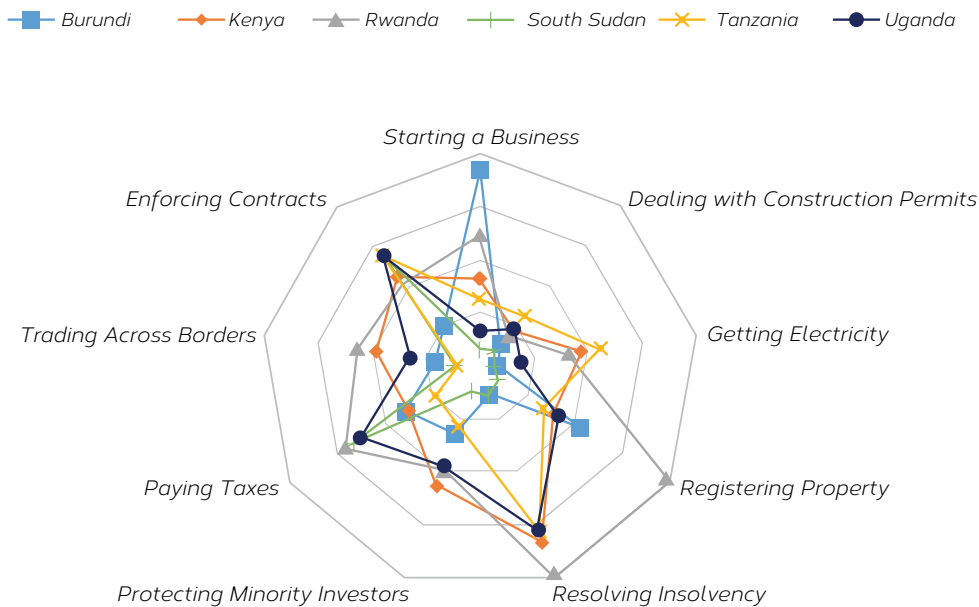 Burundi Kenya Rwanda South Sudan Tanzania Uganda
Starting a Business
Enforcing Contracts
Dealing with Construction Permits
Trading Across Borders
Getting Electricity
Paying Taxes
Registering Property
Protecting Minority Investors
Resolving Insolvency